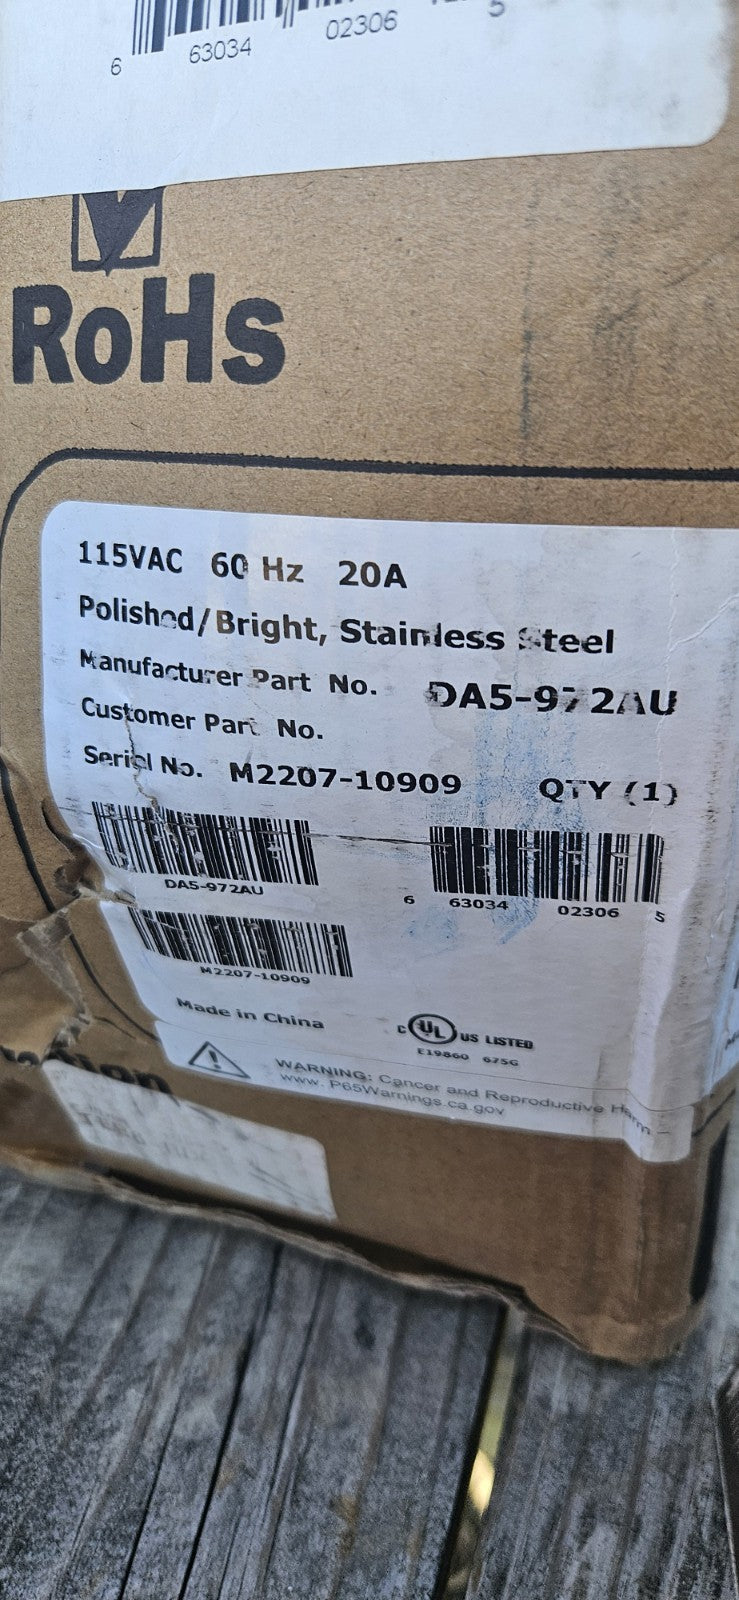 6 63034 02306 5
RoHS
115VAC 60 Hz 20A
Polished/Bright, Stainless Steel
Manufacturer Part No. DA5-972AU
Customer Part No.
Serial No. M2207-10909 QTY (1)
DA5-972AU
6 63034 02306 5
M2207-10909
Made in China
C UL US LISTED
E19860 675G
WARNING: Cancer and Reproductive Harm -
www.P65Warnings.ca.gov